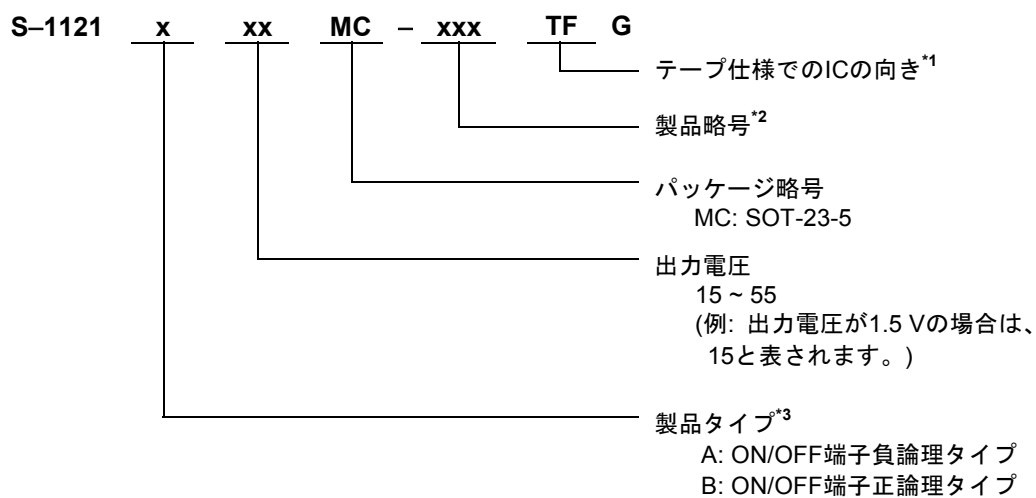 S–1121 x xx MC – xxx TF G
テープ仕様でのICの向き*1
製品略号*2
パッケージ略号
MC: SOT-23-5
出力電圧
15 ~ 55
(例: 出力電圧が1.5 Vの場合は、
15と表されます。)
製品タイプ*3
A: ON/OFF端子負論理タイプ
B: ON/OFF端子正論理タイプ